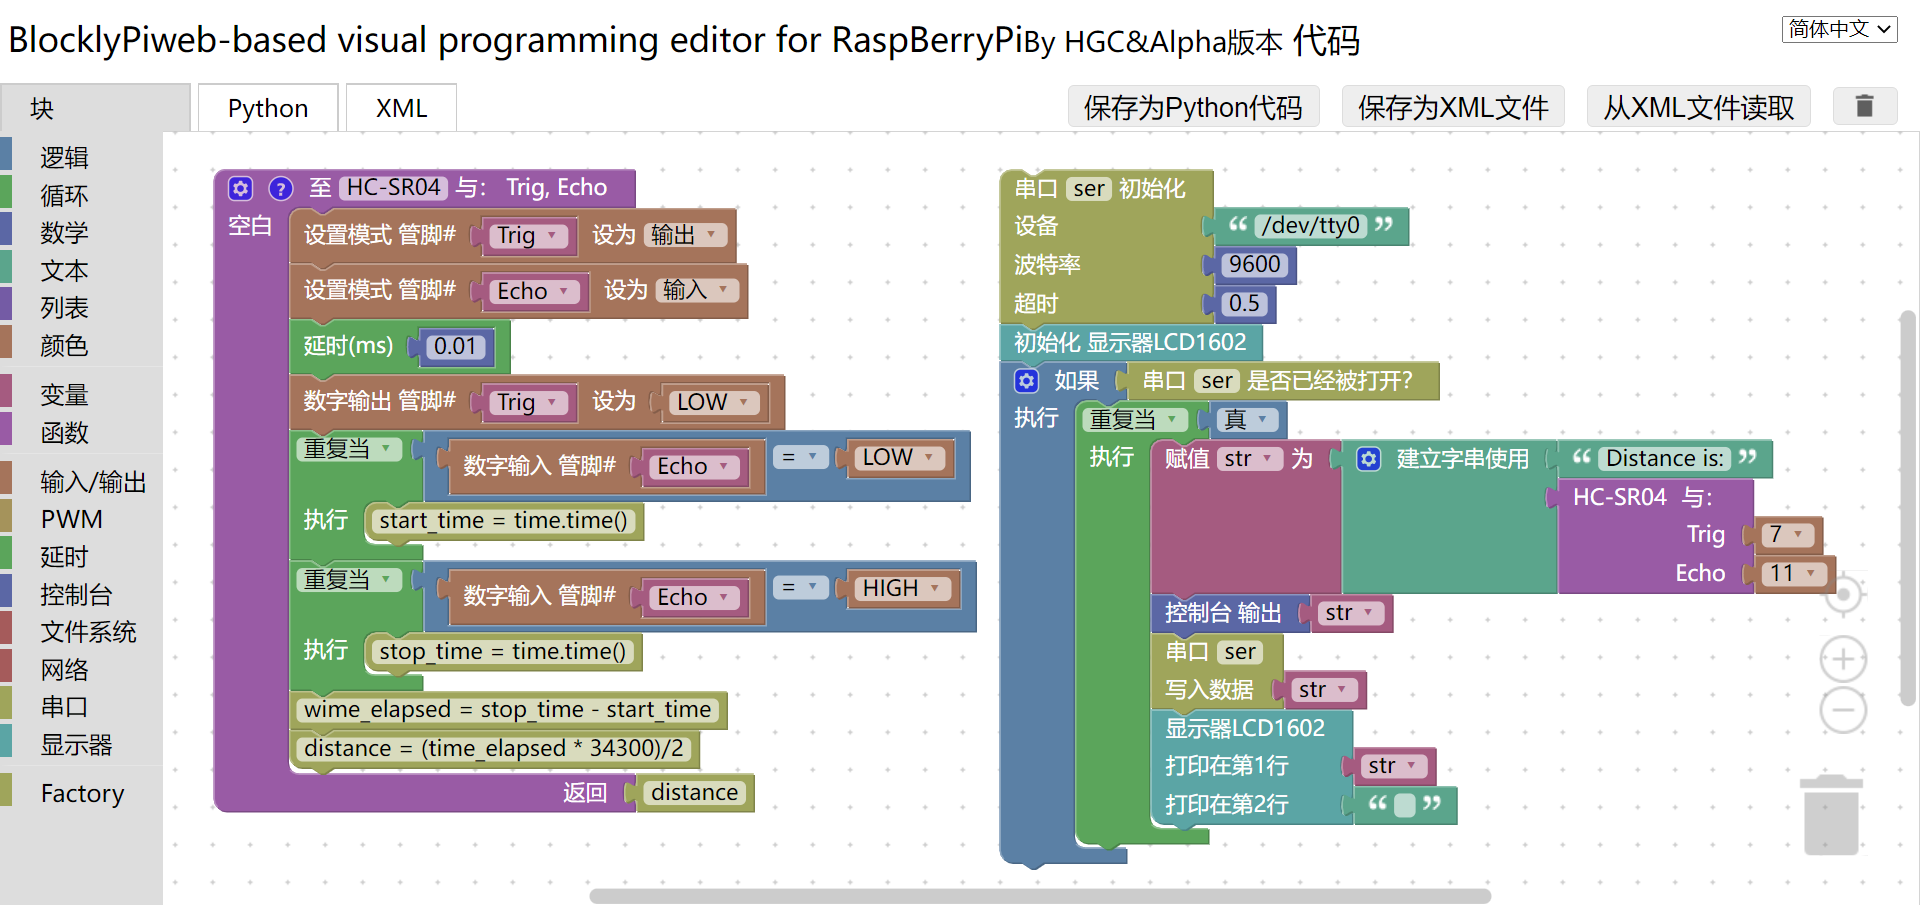 BlocklyPiweb-based visual programming editor for RaspBerryPiBy HGC&Alpha版本 代码
简体中文
块
Python
XML
保存为Python代码
保存为XML文件
从XML文件读取
逻辑
循环
数学
文本
列表
颜色
变量
函数
输入/输出
PWM
延时
控制台
文件系统
网络
串口
显示器
Factory
? 至 HC-SR04 与: Trig, Echo
空白
设置模式 管脚# Trig 设为 输出
设置模式 管脚# Echo 设为 输入
延时(ms) 0.01
数字输出 管脚# Trig 设为 LOW
重复当 数字输入 管脚# Echo = LOW
执行 start_time = time.time()
重复当 数字输入 管脚# Echo = HIGH
执行 stop_time = time.time()
wime_elapsed = stop_time - start_time
distance = (time_elapsed * 34300)/2
返回 distance
串口 ser 初始化
设备 “ /dev/tty0 ”
波特率 9600
超时 0.5
初始化 显示器LCD1602
如果 串口 ser 是否已经被打开?
执行 重复当 真
执行 赋值 str 为 建立字串使用 “ Distance is: ”
HC-SR04 与:
Trig 7
Echo 11
控制台 输出 str
串口 ser
写入数据 str
显示器LCD1602
打印在第1行 str
打印在第2行 “ ”